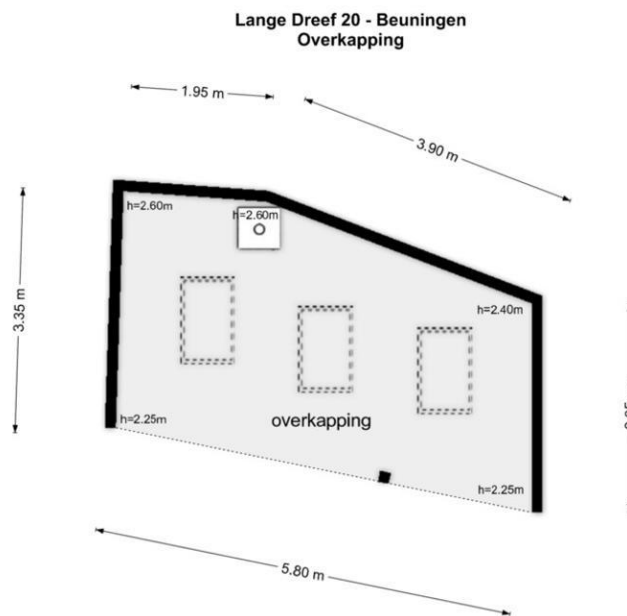 Lange Dreef 20 - Beuningen
Overkapping
1.95 m
3.90 m
h=2.60m
h=2.60m
3.35 m
h=2.40m
h=2.25m
overkapping
h=2.25m
5.80 m